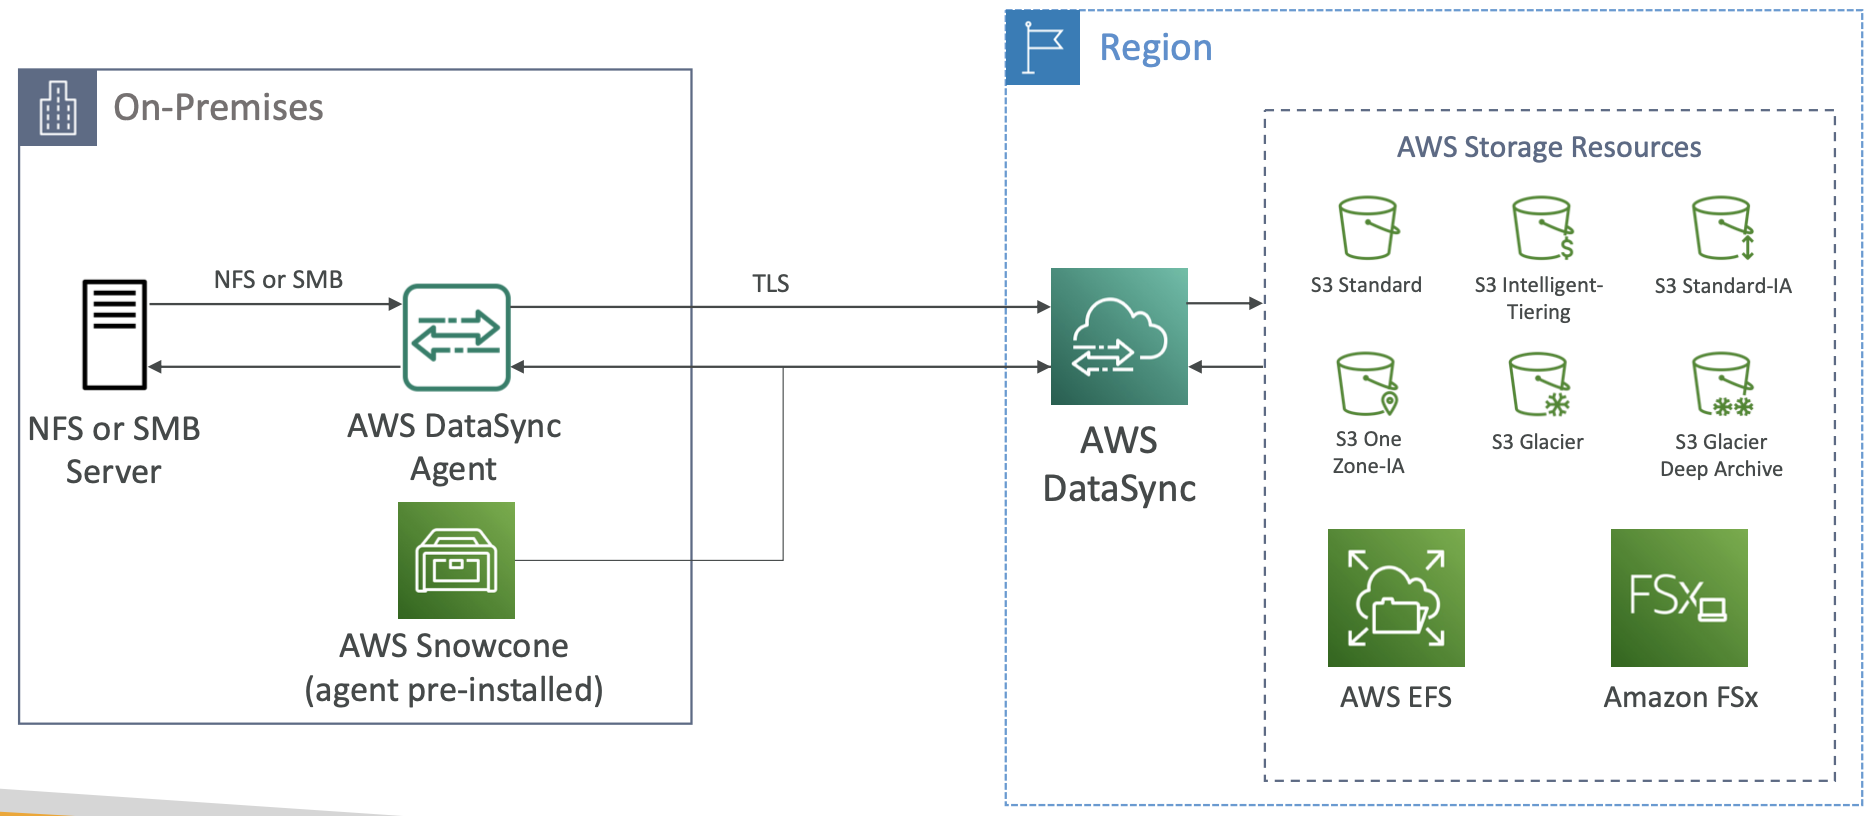 Region
On-Premises
AWS Storage Resources
S3 Standard
S3 Intelligent-
Tiering
S3 Standard-IA
NFS or SMB
TLS
NFS or SMB
Server
AWS DataSync
Agent
AWS
DataSync
S3 One
Zone-IA
S3 Glacier
S3 Glacier
Deep Archive
AWS Snowcone
(agent pre-installed)
FSx
AWS EFS
Amazon FSx
$